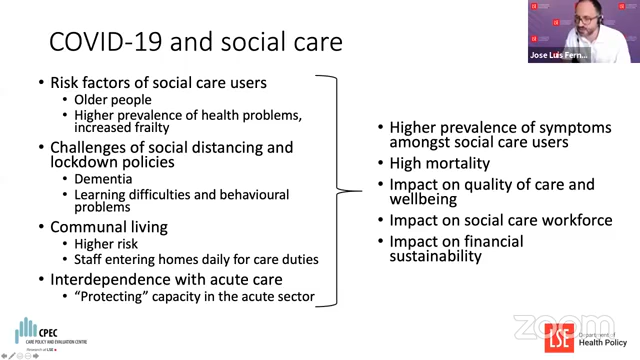 COVID-19 and social care
• Risk factors of social care users
• Older people
• Higher prevalence of health problems,
increased frailty
• Challenges of social distancing and
lockdown policies
• Dementia
• Learning difficulties and behavioural
problems
• Communal living
• Higher risk
• Staff entering homes daily for care duties
• Interdependence with acute care
• “Protecting” capacity in the acute sector
• Higher prevalence of symptoms
amongst social care users
• High mortality
• Impact on quality of care and
wellbeing
• Impact on social care workforce
• Impact on financial
sustainability
Jose Luis Fern...
CPEC
CARE POLICY AND EVALUATION CENTRE
Research at LSE
zoom
LSE
Department of
Health Policy